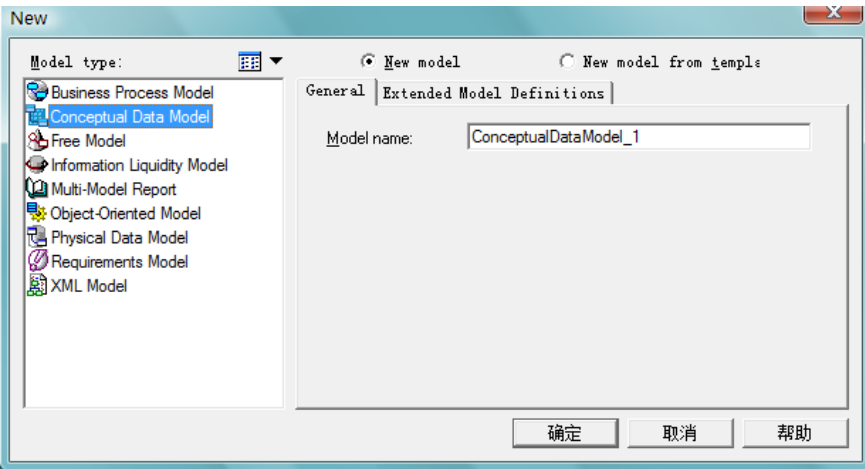 New
Model type:
New model
New model from templa
Business Process Model
Conceptual Data Model
Free Model
Information Liquidity Model
Multi-Model Report
Object-Oriented Model
Physical Data Model
Requirements Model
XML Model
General
Extended Model Definitions
Model name:
ConceptualDataModel_1
确定
取消
帮助